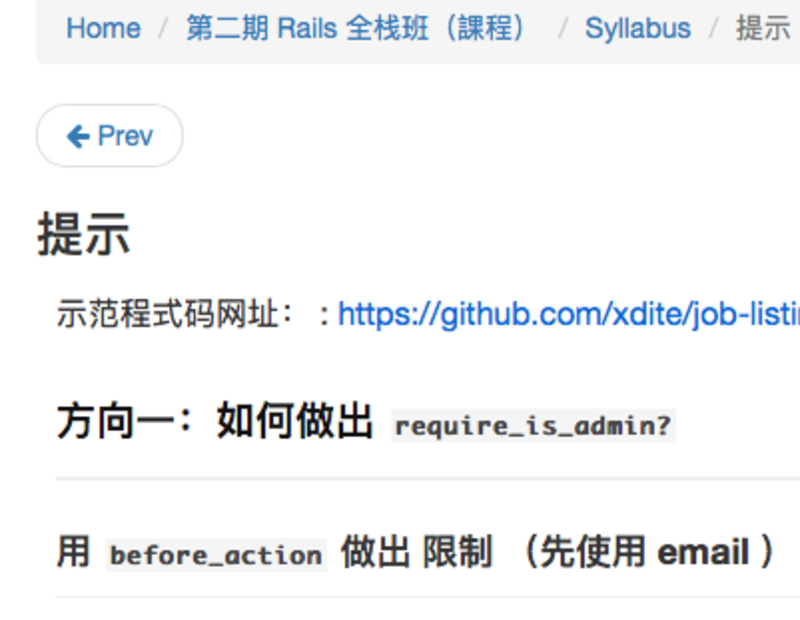 Home / 第二期 Rails 全栈班（課程） / Syllabus / 提示
Prev
提示
示范程式码网址： : https://github.com/xdite/job-listi
方向一：如何做出 require_is_admin?
用 before_action 做出 限制 （先使用 email ）